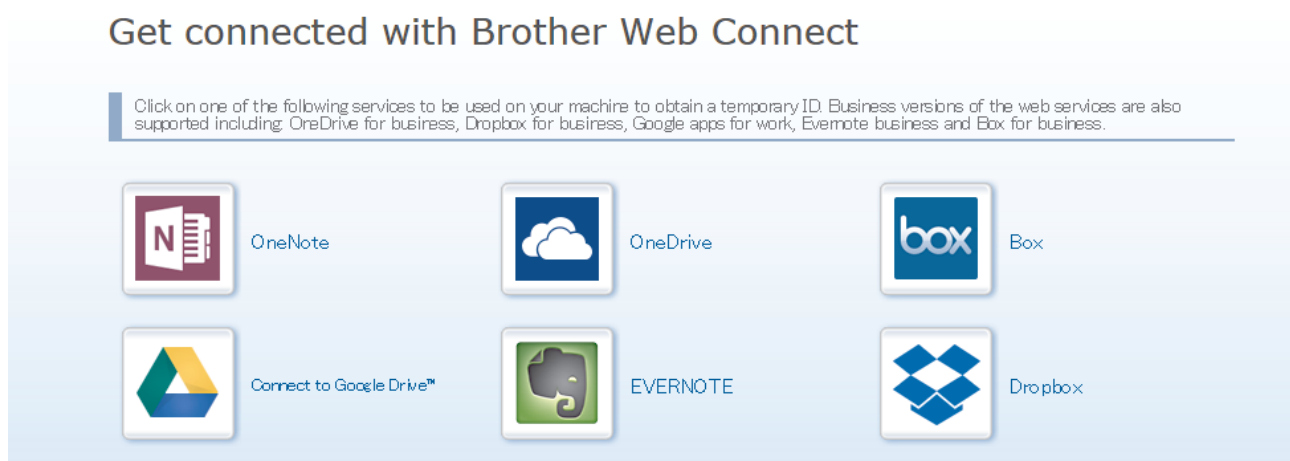 Get connected with Brother Web Connect
Click on one of the following services to be used on your machine to obtain a temporary ID. Business versions of the web services are also
supported including: OneDrive for business, Dropbox for business, Google apps for work, Evernote business and Box for business.
N
OneNote
OneDrive
box
Box
Connect to Google Drive™
EVERNOTE
Dropbox